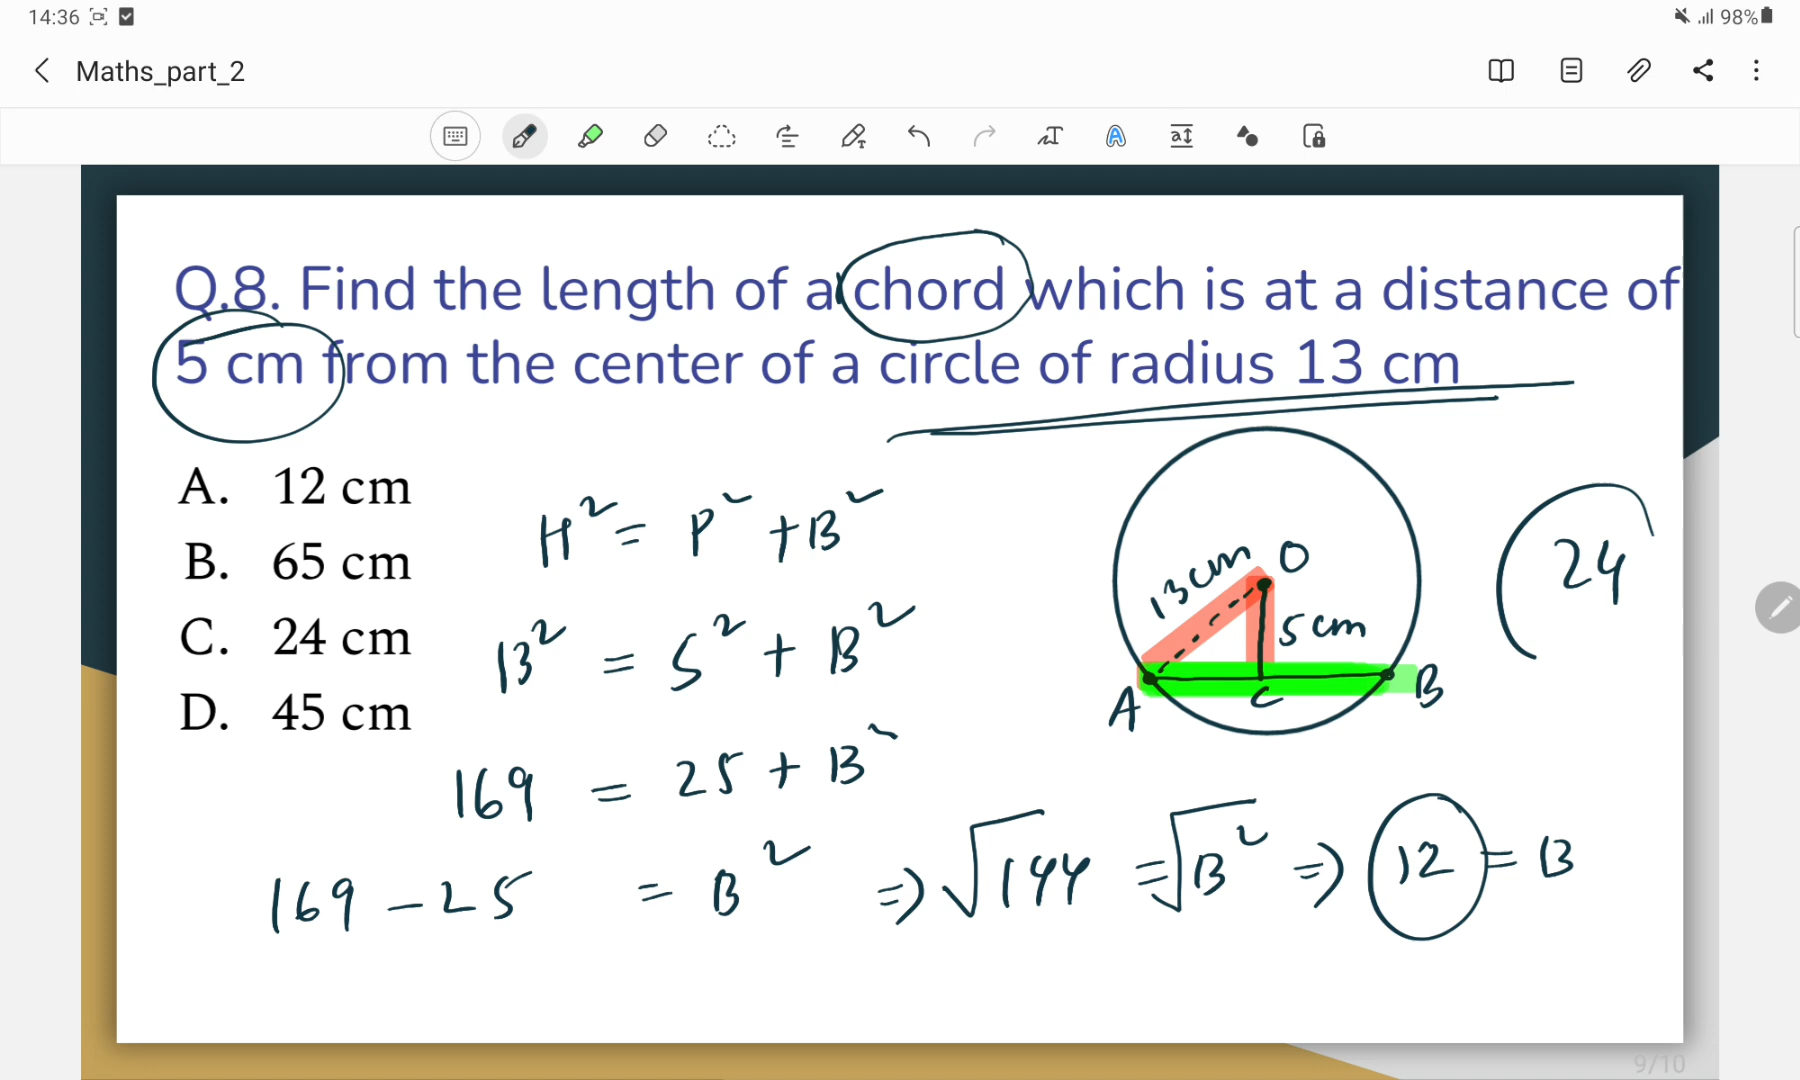 14:36
98%
Maths_part_2
Q.8. Find the length of a chord which is at a distance of
5 cm from the center of a circle of radius 13 cm
A. 12 cm
B. 65 cm
C. 24 cm
D. 45 cm
H² = P² + B²
13² = 5² + B²
169 = 25 + B²
169 - 25 = B² => √144 = √B² => 12 = B
13cm O
5cm
A C B
24
9/10